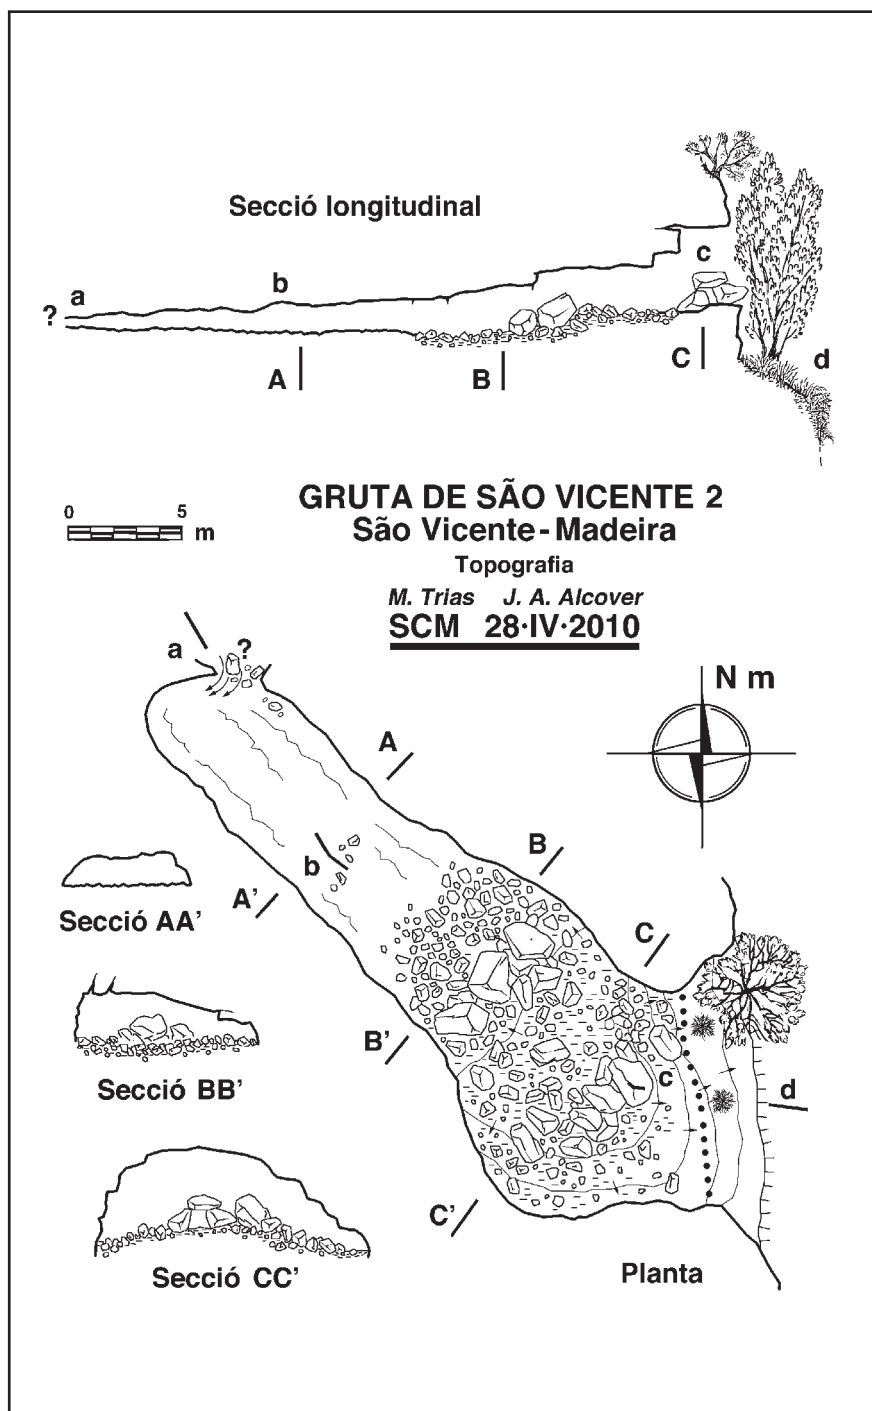 Secció longitudinal
a
b
c
?
d
A
B
C
0 5
m
GRUTA DE SÃO VICENTE 2
São Vicente-Madeira
Topografia
M. Trias J. A. Alcover
SCM 28·IV·2010
a
?
N m
A
B
b
A'
Secció AA'
C
B'
Secció BB'
c
d
C'
Planta
Secció CC'